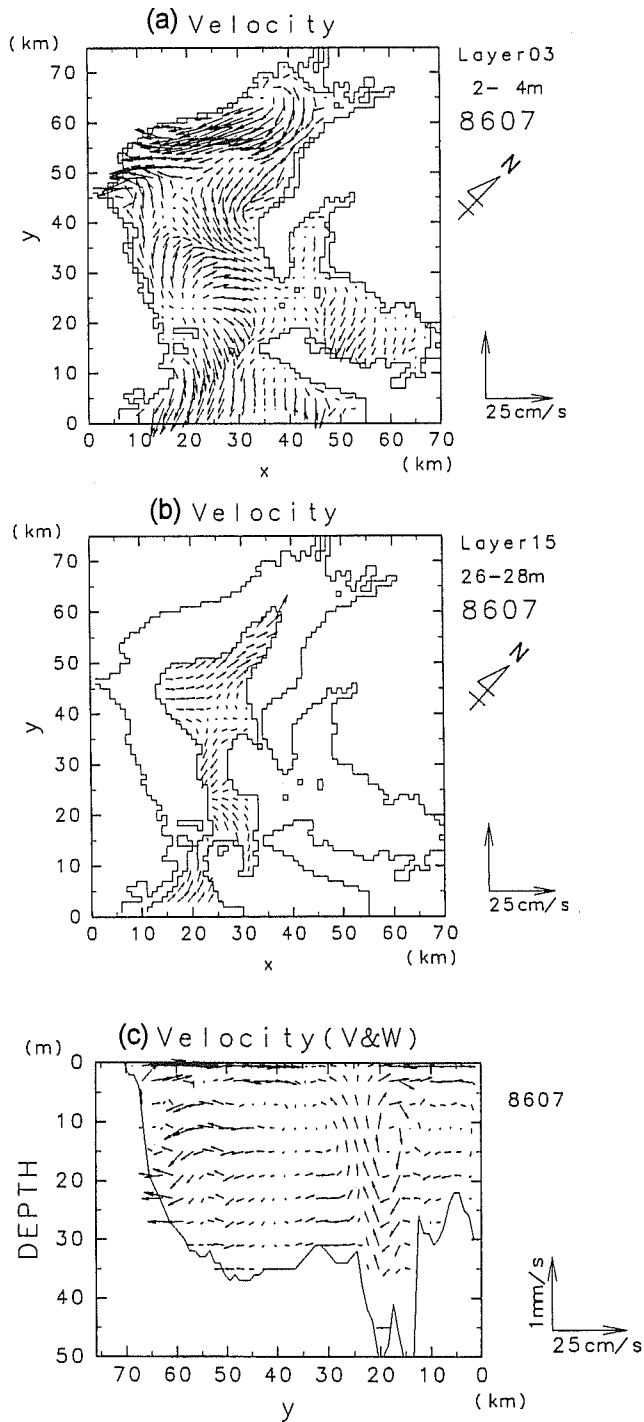 (a) Velocity
(km)
70
60
50
40
30
20
10
0
y
0 10 20 30 40 50 60 70
x
(km)
Layer03
2- 4m
8607
N
25cm/s
(b) Velocity
(km)
70
60
50
40
30
20
10
0
y
0 10 20 30 40 50 60 70
x
(km)
Layer15
26-28m
8607
N
25cm/s
(c) Velocity(V&W)
(m)
0
10
20
30
40
50
DEPTH
70 60 50 40 30 20 10 0
y
(km)
8607
1mm/s
25cm/s